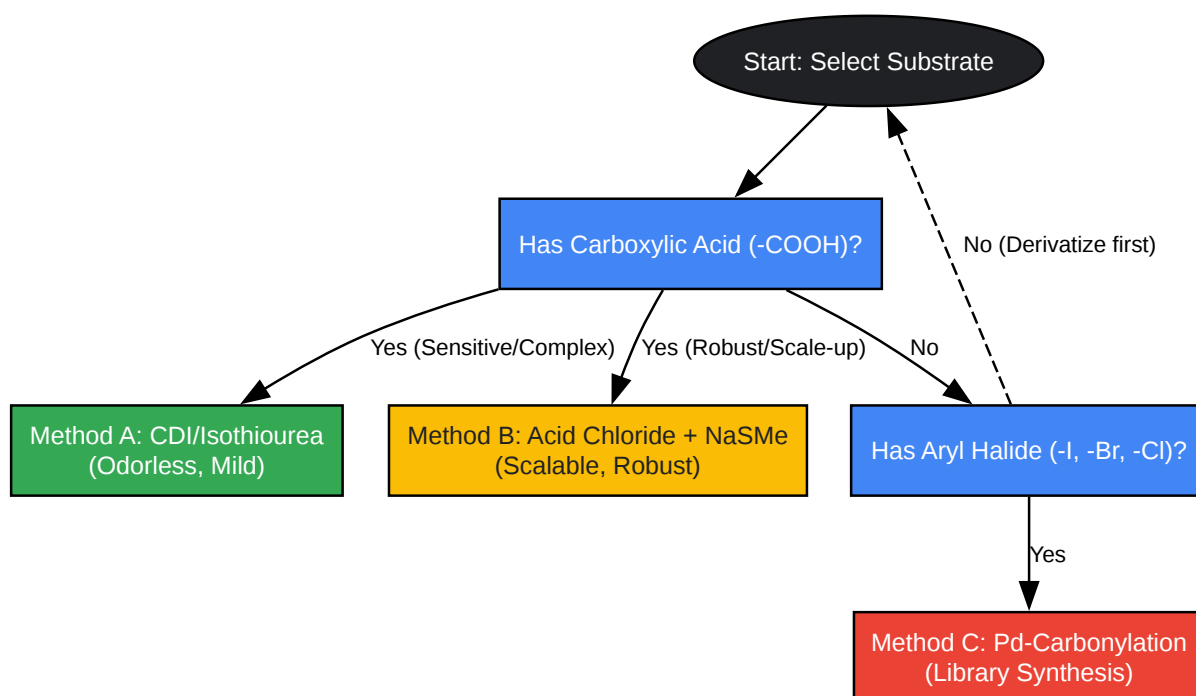 Start: Select Substrate
Has Carboxylic Acid (-COOH)?
No (Derivatize first)
Yes (Sensitive/Complex)
Yes (Robust/Scale-up)
No
Method A: CDI/Isothiourea
(Odorless, Mild)
Method B: Acid Chloride + NaSMe
(Scalable, Robust)
Has Aryl Halide (-I, -Br, -Cl)?
Yes
Method C: Pd-Carbonylation
(Library Synthesis)